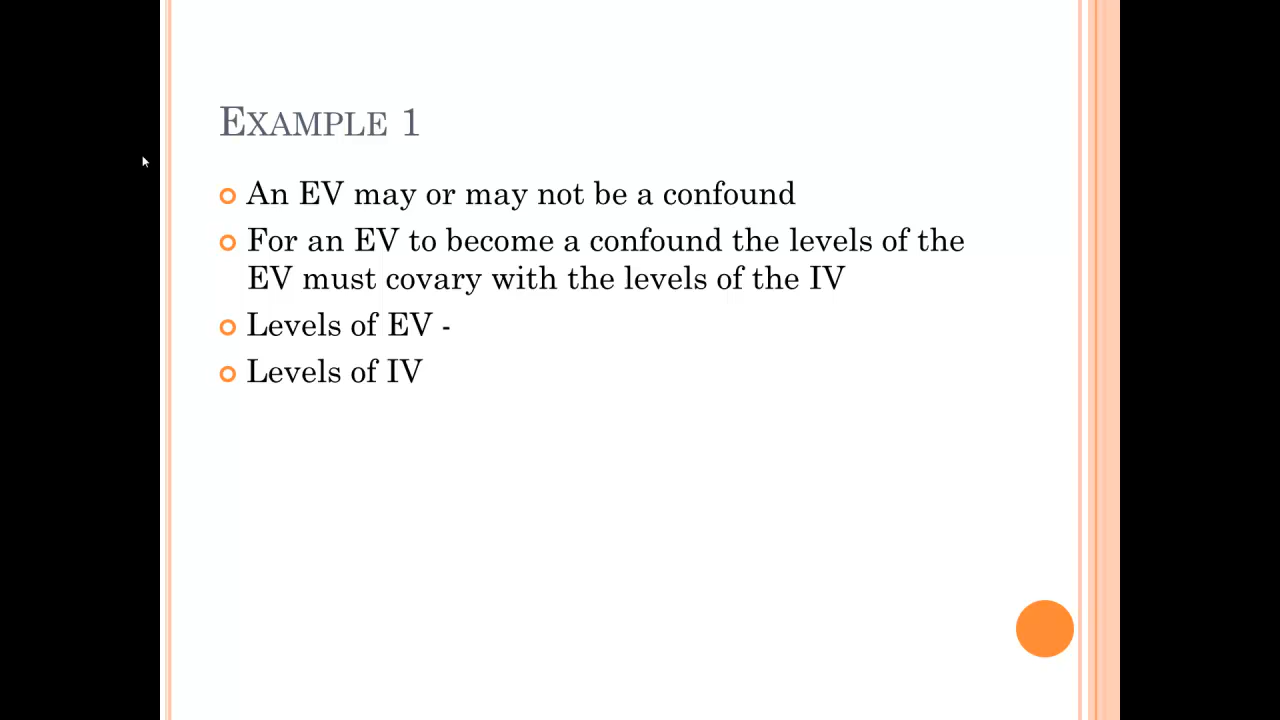 EXAMPLE 1
An EV may or may not be a confound
For an EV to become a confound the levels of the
EV must covary with the levels of the IV
Levels of EV -
Levels of IV